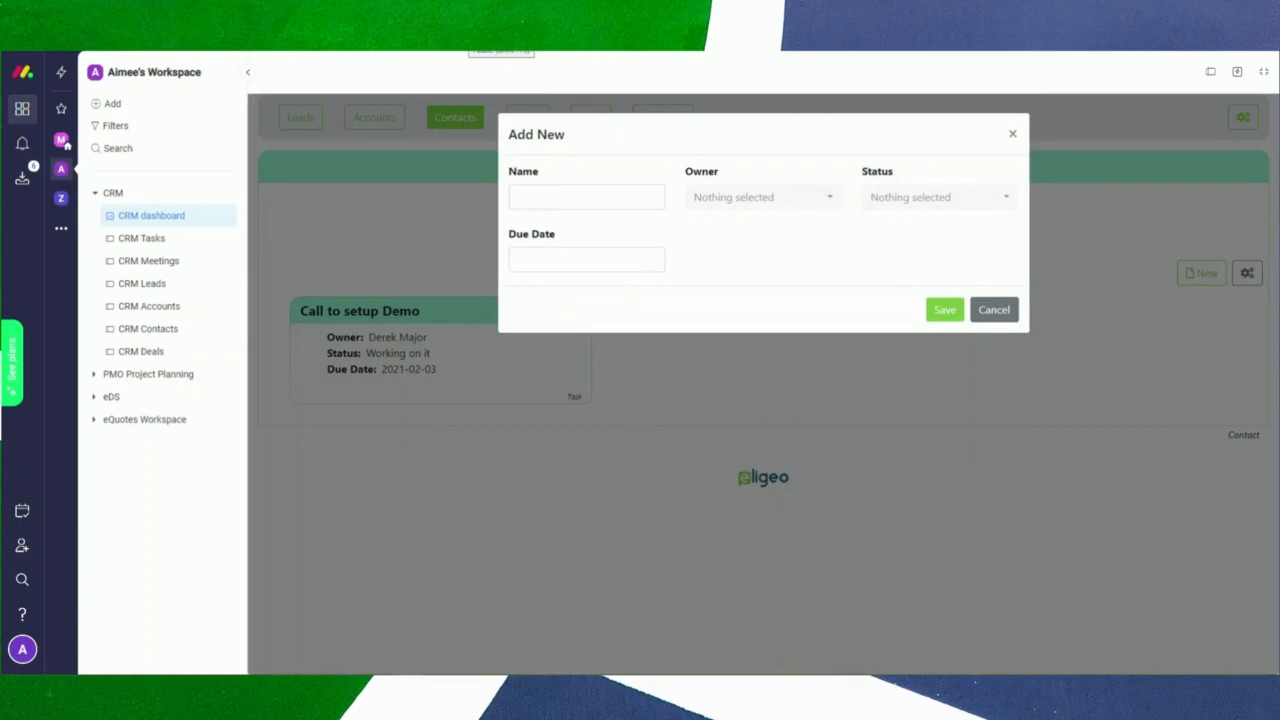 Aimee's Workspace
Add
Filters
Search
CRM
CRM dashboard
CRM Tasks
CRM Meetings
CRM Leads
CRM Accounts
CRM Contacts
CRM Deals
PMO Project Planning
eDS
eQuotes Workspace
See plans
A
M
A
Z
6
?
A
Leads
Accounts
Contacts
Add New
Name
Owner
Status
Nothing selected
Nothing selected
Due Date
Save
Cancel
New
Call to setup Demo
Owner: Derek Major
Status: Working on it
Due Date: 2021-02-03
Task
Contact
eligeo